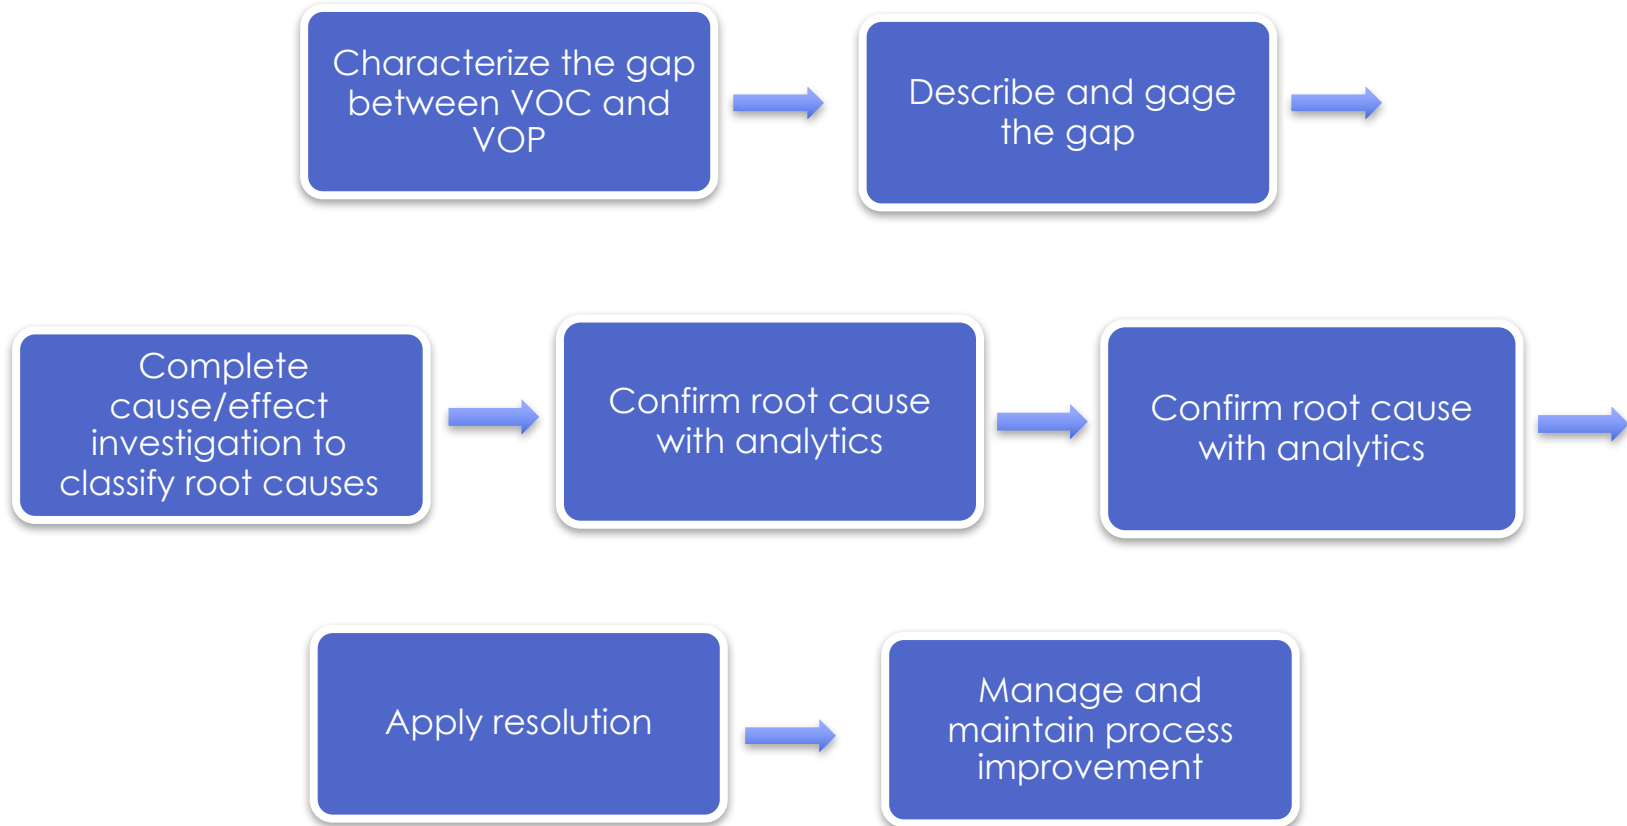 Characterize the gap
between VOC and
VOP
Describe and gage
the gap
Complete
cause/effect
investigation to
classify root causes
Confirm root cause
with analytics
Confirm root cause
with analytics
Apply resolution
Manage and
maintain process
improvement